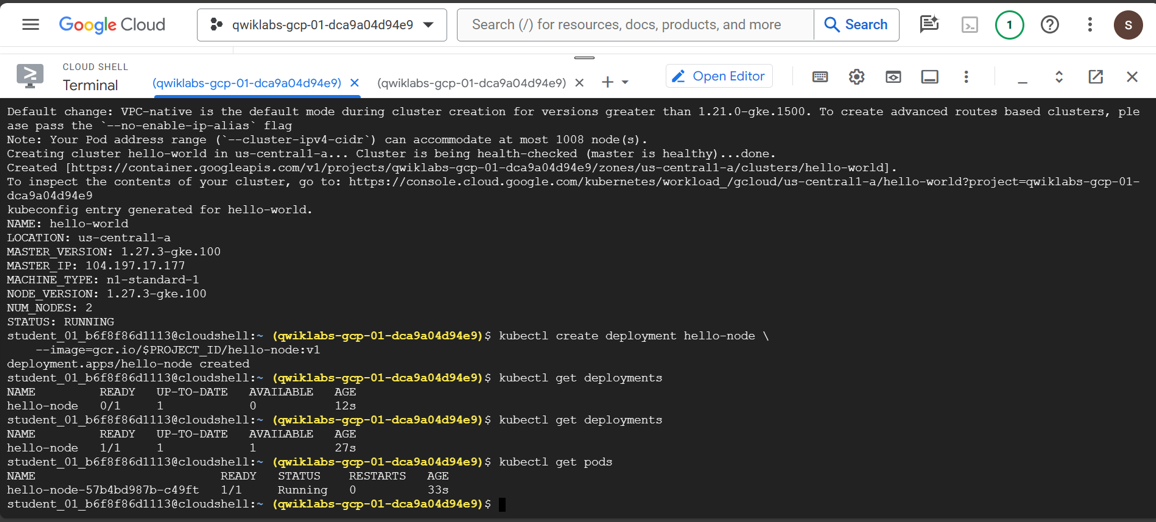 Google Cloud
qwiklabs-gcp-01-dca9a04d94e9
Search (/) for resources, docs, products, and more
Search
1
S
CLOUD SHELL
Terminal
(qwiklabs-gcp-01-dca9a04d94e9)
(qwiklabs-gcp-01-dca9a04d94e9)
Open Editor
Default change: VPC-native is the default mode during cluster creation for versions greater than 1.21.0-gke.1500. To create advanced routes based clusters, ple
ase pass the `--no-enable-ip-alias` flag
Note: Your Pod address range (`--cluster-ipv4-cidr`) can accommodate at most 1008 node(s).
Creating cluster hello-world in us-central1-a... Cluster is being health-checked (master is healthy)...done.
Created [https://container.googleapis.com/v1/projects/qwiklabs-gcp-01-dca9a04d94e9/zones/us-central1-a/clusters/hello-world].
To inspect the contents of your cluster, go to: https://console.cloud.google.com/kubernetes/workload_/gcloud/us-central1-a/hello-world?project=qwiklabs-gcp-01-
dca9a04d94e9
kubeconfig entry generated for hello-world.
NAME: hello-world
LOCATION: us-central1-a
MASTER_VERSION: 1.27.3-gke.100
MASTER_IP: 104.197.17.177
MACHINE_TYPE: n1-standard-1
NODE_VERSION: 1.27.3-gke.100
NUM_NODES: 2
STATUS: RUNNING
student_01_b6f8f86d1113@cloudshell:~ (qwiklabs-gcp-01-dca9a04d94e9)$ kubectl create deployment hello-node \
    --image=gcr.io/$PROJECT_ID/hello-node:v1
deployment.apps/hello-node created
student_01_b6f8f86d1113@cloudshell:~ (qwiklabs-gcp-01-dca9a04d94e9)$ kubectl get deployments
NAME         READY   UP-TO-DATE   AVAILABLE   AGE
hello-node   0/1     1            0           12s
student_01_b6f8f86d1113@cloudshell:~ (qwiklabs-gcp-01-dca9a04d94e9)$ kubectl get deployments
NAME         READY   UP-TO-DATE   AVAILABLE   AGE
hello-node   1/1     1            1           27s
student_01_b6f8f86d1113@cloudshell:~ (qwiklabs-gcp-01-dca9a04d94e9)$ kubectl get pods
NAME                          READY   STATUS    RESTARTS   AGE
hello-node-57b4bd987b-c49ft   1/1     Running   0          33s
student_01_b6f8f86d1113@cloudshell:~ (qwiklabs-gcp-01-dca9a04d94e9)$